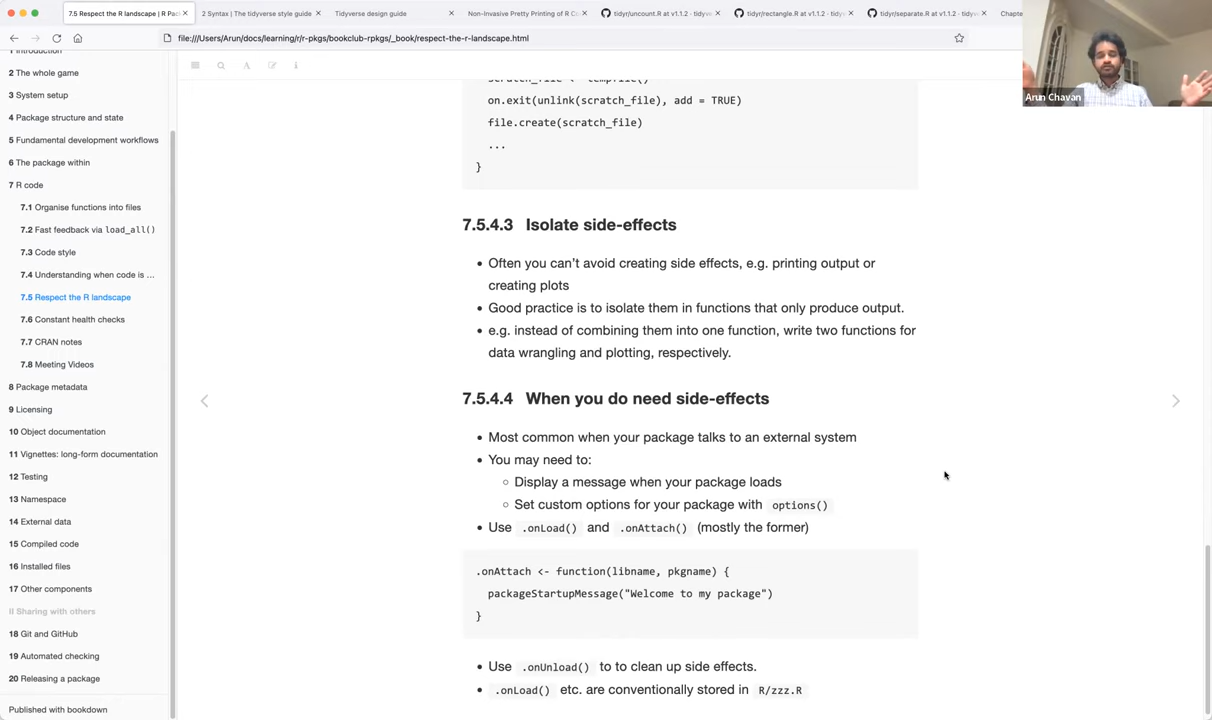 7.5 Respect the R landscape | R Pac
2 Syntax | The tidyverse style guide
Tidyverse design guide
Non-Invasive Pretty Printing of R C
tidyr/uncount.R at v1.1.2 · tidyve
tidyr/rectangle.R at v1.1.2 · tidyv
tidyr/separate.R at v1.1.2 · tidyve
Chapte
file:///Users/Arun/docs/learning/r/r-pkgs/bookclub-rpkgs/_book/respect-the-r-landscape.html
Arun Chavan
1 Introduction
2 The whole game
3 System setup
4 Package structure and state
5 Fundamental development workflows
6 The package within
7 R code
7.1 Organise functions into files
7.2 Fast feedback via load_all()
7.3 Code style
7.4 Understanding when code is ...
7.5 Respect the R landscape
7.6 Constant health checks
7.7 CRAN notes
7.8 Meeting Videos
8 Package metadata
9 Licensing
10 Object documentation
11 Vignettes: long-form documentation
12 Testing
13 Namespace
14 External data
15 Compiled code
16 Installed files
17 Other components
II Sharing with others
18 Git and GitHub
19 Automated checking
20 Releasing a package
Published with bookdown
scratch_file <- tempfile()
on.exit(unlink(scratch_file), add = TRUE)
file.create(scratch_file)
...
}
7.5.4.3 Isolate side-effects
• Often you can't avoid creating side effects, e.g. printing output or
creating plots
• Good practice is to isolate them in functions that only produce output.
• e.g. instead of combining them into one function, write two functions for
data wrangling and plotting, respectively.
7.5.4.4 When you do need side-effects
• Most common when your package talks to an external system
• You may need to:
◦ Display a message when your package loads
◦ Set custom options for your package with options()
• Use .onLoad() and .onAttach() (mostly the former)
.onAttach <- function(libname, pkgname) {
packageStartupMessage("Welcome to my package")
}
• Use .onUnload() to to clean up side effects.
• .onLoad() etc. are conventionally stored in R/zzz.R